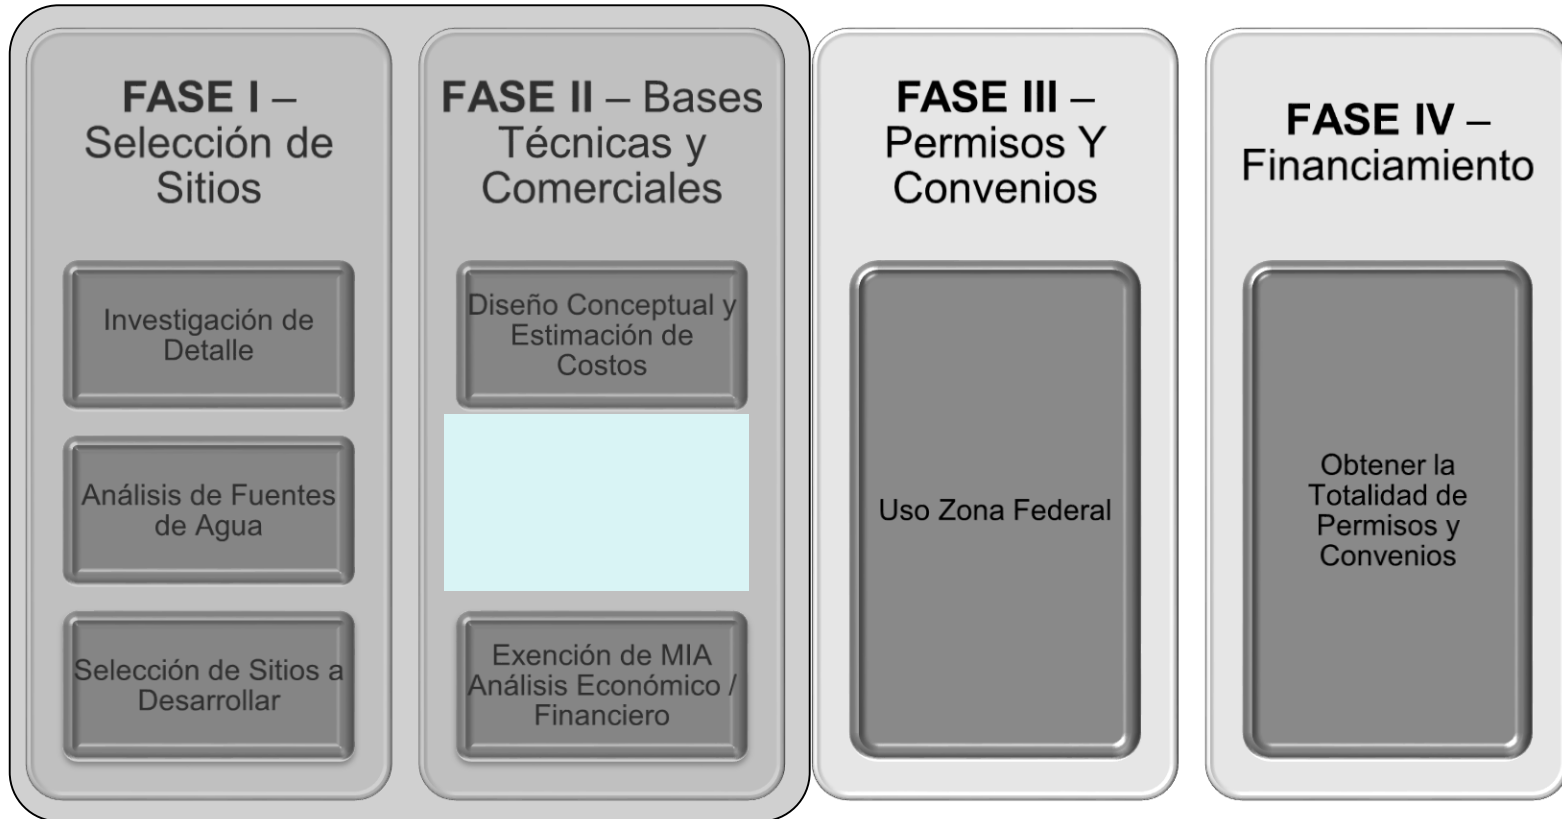 FASE I –
Selección de
Sitios
Investigación de
Detalle
Análisis de Fuentes
de Agua
Selección de Sitios a
Desarrollar
FASE II – Bases
Técnicas y
Comerciales
Diseño Conceptual y
Estimación de
Costos
Exención de MIA
Análisis Económico /
Financiero
FASE III –
Permisos Y
Convenios
Uso Zona Federal
FASE IV –
Financiamiento
Obtener la
Totalidad de
Permisos y
Convenios